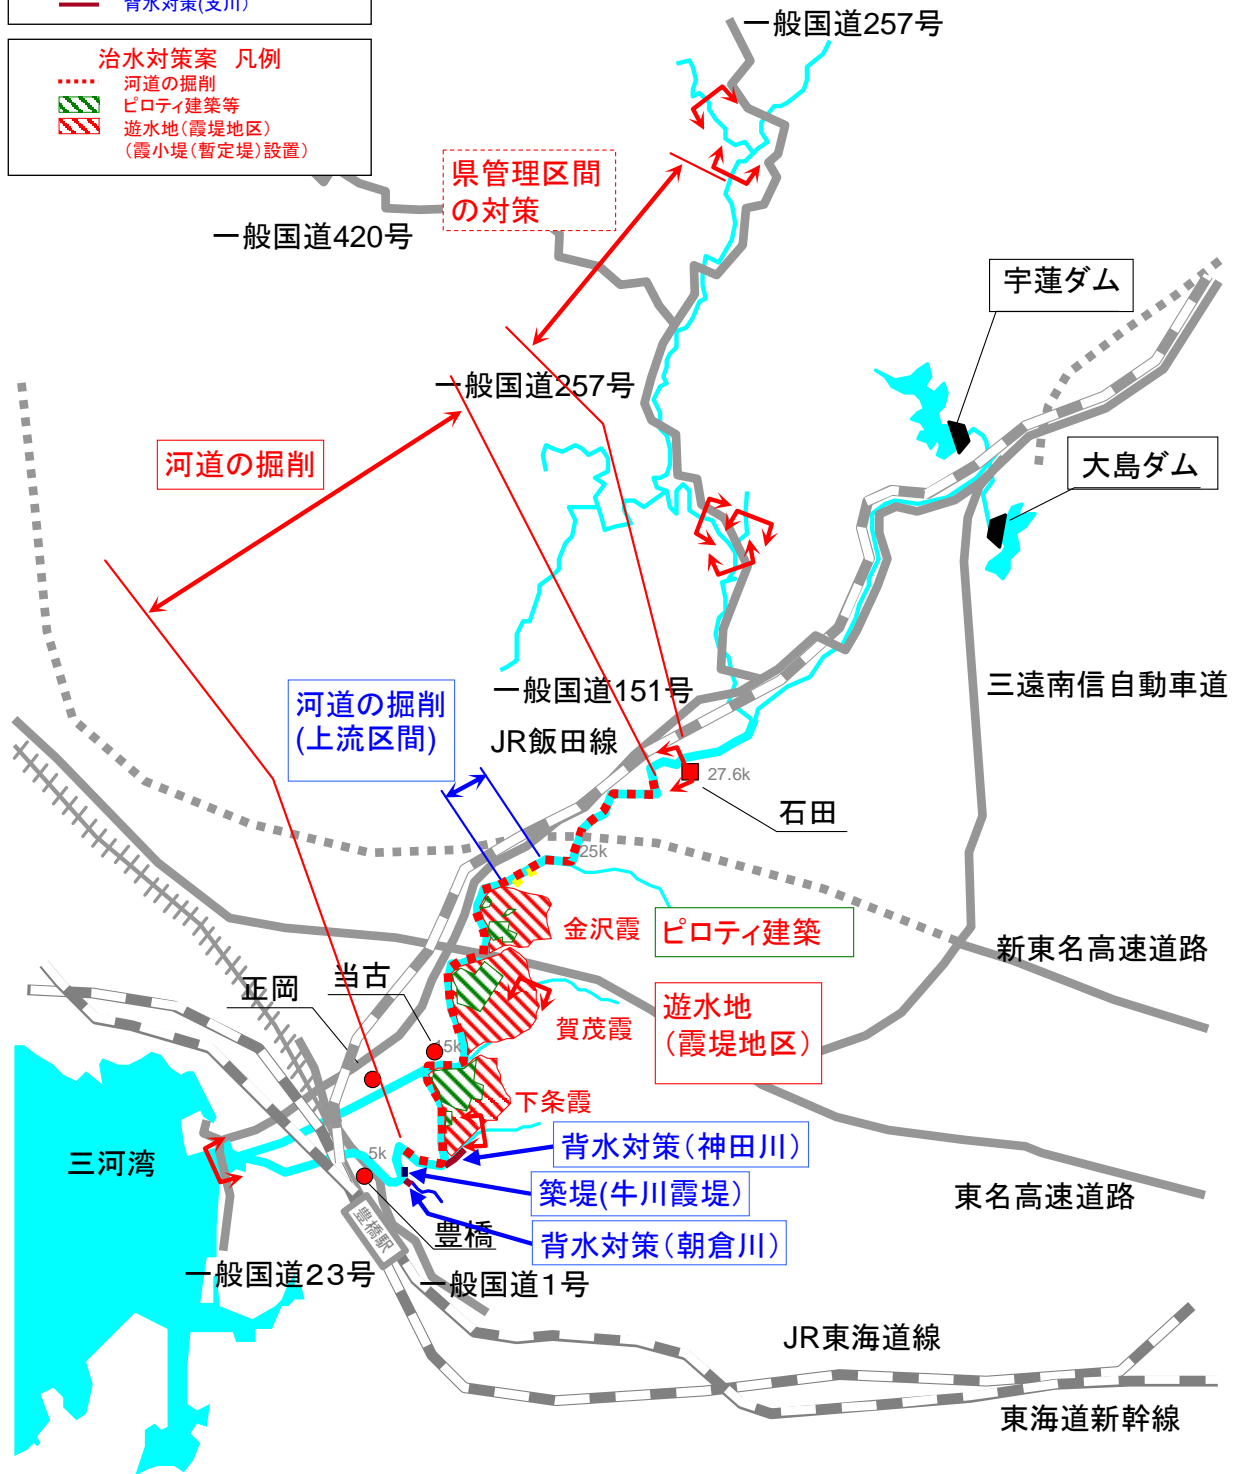 背水対策(支川)
治水対策案 凡例
河道の掘削
ピロティ建築等
遊水地(霞堤地区)
(霞小堤(暫定堤)設置)
一般国道257号
県管理区間
の対策
一般国道420号
宇蓮ダム
一般国道257号
河道の掘削
大島ダム
河道の掘削
(上流区間)
一般国道151号
三遠南信自動車道
JR飯田線
27.6k
石田
25k
金沢霞
ピロティ建築
新東名高速道路
正岡
当古
15k
賀茂霞
遊水地
(霞堤地区)
下条霞
背水対策(神田川)
三河湾
5k
築堤(牛川霞堤)
東名高速道路
豊橋駅
豊橋
背水対策(朝倉川)
一般国道23号
一般国道1号
JR東海道線
東海道新幹線